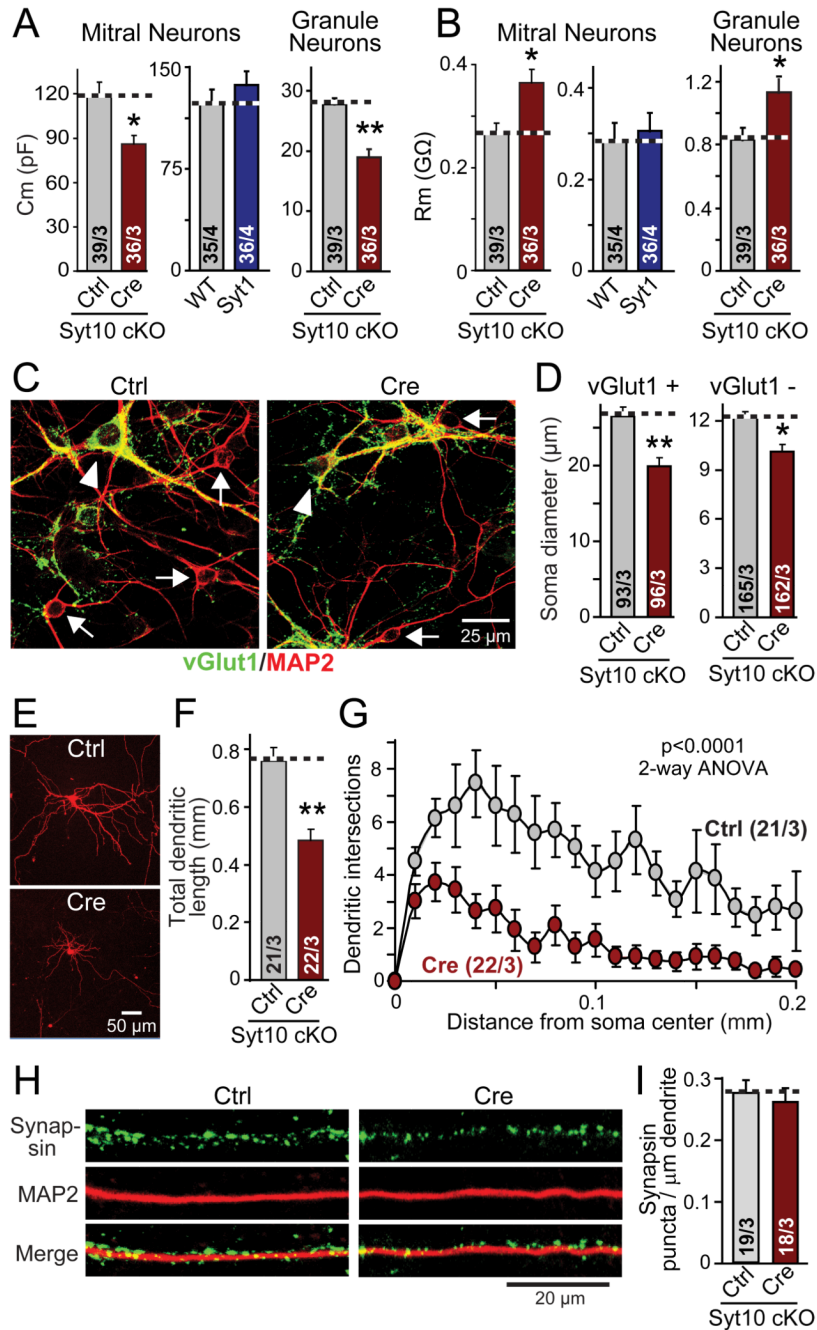 A
Mitral Neurons
Granule
Neurons
Cm (pF)
120
90
60
30
0
39/3
36/3
*
Ctrl
Cre
Syt10 cKO
150
75
0
35/4
36/4
WT
Syt1
30
20
10
0
39/3
36/3
**
Ctrl
Cre
Syt10 cKO
B
Mitral Neurons
Granule
Neurons
Rm (GΩ)
0.4
0.2
0
39/3
36/3
*
Ctrl
Cre
Syt10 cKO
0.4
0.2
0
35/4
36/4
WT
Syt1
1.2
0.8
0.4
0
39/3
36/3
*
Ctrl
Cre
Syt10 cKO
C
Ctrl
Cre
25 µm
vGlut1/MAP2
D
vGlut1 +
vGlut1 -
Soma diameter (µm)
20
10
0
93/3
96/3
**
Ctrl
Cre
Syt10 cKO
12
9
6
3
0
165/3
162/3
*
Ctrl
Cre
Syt10 cKO
E
Ctrl
Cre
50 µm
F
Total dendritic
length (mm)
0.8
0.6
0.4
0.2
0
21/3
22/3
**
Ctrl
Cre
Syt10 cKO
G
p<0.0001
2-way ANOVA
Dendritic intersections
8
6
4
2
0
Ctrl (21/3)
Cre (22/3)
0
0.1
0.2
Distance from soma center (mm)
H
Ctrl
Cre
Synap-
sin
MAP2
Merge
20 µm
I
Synapsin
puncta / µm dendrite
0.3
0.2
0.1
0
19/3
18/3
Ctrl
Cre
Syt10 cKO